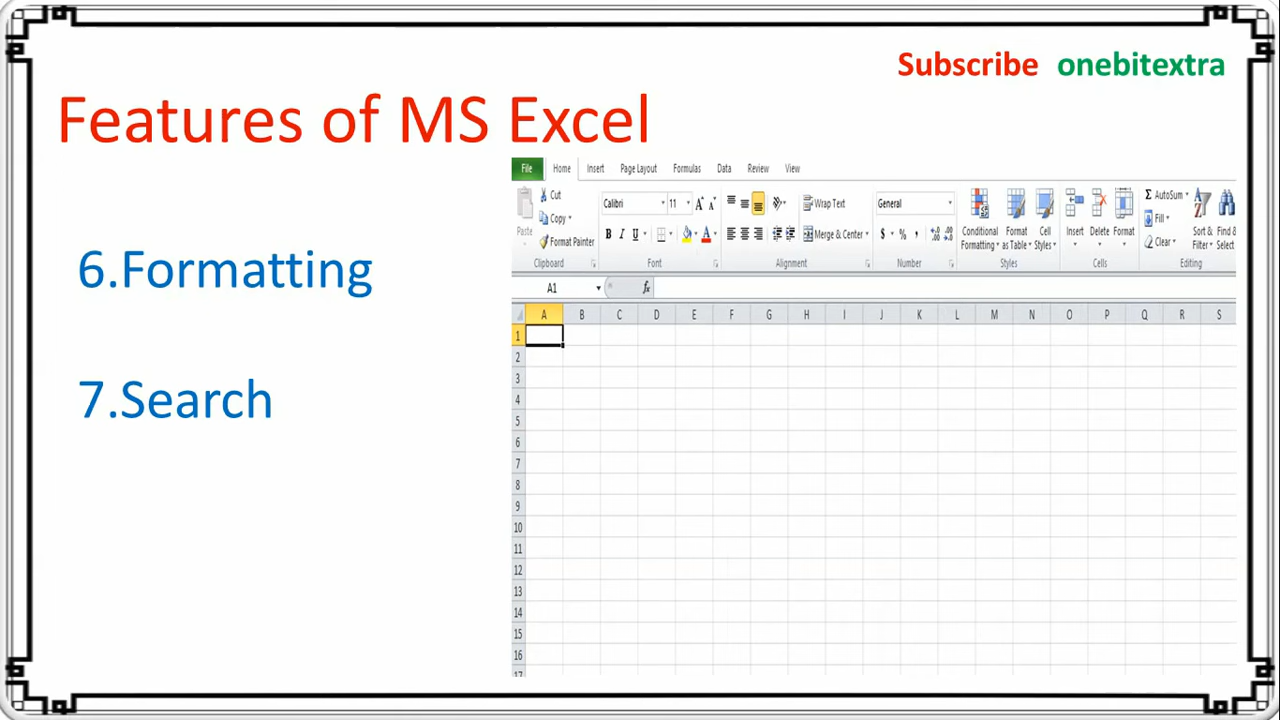 Subscribe onebitextra
Features of MS Excel
6.Formatting
7.Search
File Home Insert Page Layout Formulas Data Review View
Cut
Copy
Format Painter
Paste
Clipboard
Calibri 11 A A
B I U A
Font
Wrap Text
Merge & Center
Alignment
General
$ % ,
Number
Conditional Formatting
Format as Table
Cell Styles
Styles
Insert Delete Format
Cells
Σ AutoSum
Fill
Clear
Sort & Filter
Find & Select
Editing
A1 fx
A B C D E F G H I J K L M N O P Q R S
1
2
3
4
5
6
7
8
9
10
11
12
13
14
15
16
17